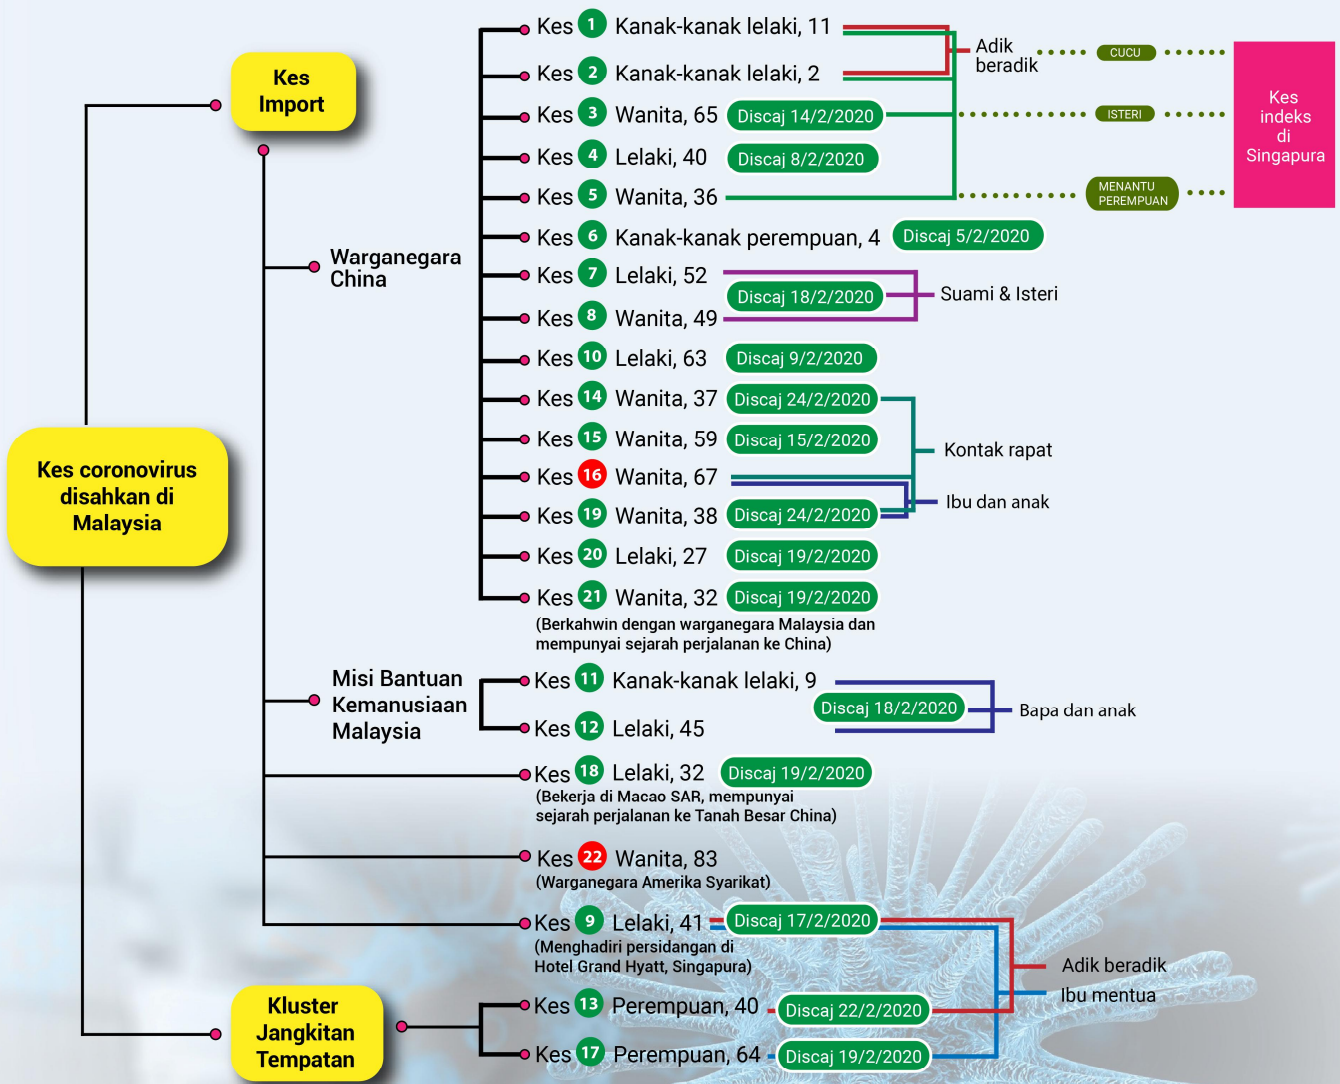 Kes coronovirus
disahkan di
Malaysia
Kes
Import
Warganegara
China
Kes 1 Kanak-kanak lelaki, 11
Kes 2 Kanak-kanak lelaki, 2
Adik
beradik
CUCU
Kes 3 Wanita, 65 Discaj 14/2/2020
ISTERI
Kes 4 Lelaki, 40 Discaj 8/2/2020
Kes 5 Wanita, 36
MENANTU
PEREMPUAN
Kes
indeks
di
Singapura
Kes 6 Kanak-kanak perempuan, 4 Discaj 5/2/2020
Kes 7 Lelaki, 52
Discaj 18/2/2020
Suami & Isteri
Kes 8 Wanita, 49
Kes 10 Lelaki, 63 Discaj 9/2/2020
Kes 14 Wanita, 37 Discaj 24/2/2020
Kes 15 Wanita, 59 Discaj 15/2/2020
Kontak rapat
Kes 16 Wanita, 67
Ibu dan anak
Kes 19 Wanita, 38 Discaj 24/2/2020
Kes 20 Lelaki, 27 Discaj 19/2/2020
Kes 21 Wanita, 32 Discaj 19/2/2020
(Berkahwin dengan warganegara Malaysia dan
mempunyai sejarah perjalanan ke China)
Misi Bantuan
Kemanusiaan
Malaysia
Kes 11 Kanak-kanak lelaki, 9
Discaj 18/2/2020
Bapa dan anak
Kes 12 Lelaki, 45
Kes 18 Lelaki, 32 Discaj 19/2/2020
(Bekerja di Macao SAR, mempunyai
sejarah perjalanan ke Tanah Besar China)
Kes 22 Wanita, 83
(Warganegara Amerika Syarikat)
Kes 9 Lelaki, 41 Discaj 17/2/2020
(Menghadiri persidangan di
Hotel Grand Hyatt, Singapura)
Adik beradik
Ibu mentua
Kluster
Jangkitan
Tempatan
Kes 13 Perempuan, 40 Discaj 22/2/2020
Kes 17 Perempuan, 64 Discaj 19/2/2020